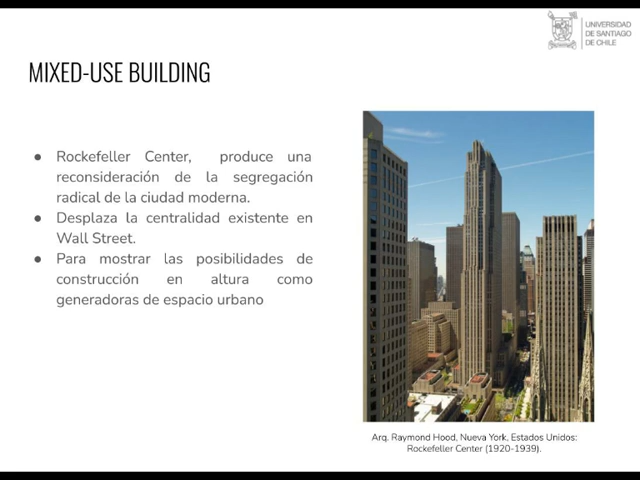 UNIVERSIDAD
DE SANTIAGO
DE CHILE
MIXED-USE BUILDING
● Rockefeller Center, produce una
reconsideración de la segregación
radical de la ciudad moderna.
● Desplaza la centralidad existente en
Wall Street.
● Para mostrar las posibilidades de
construcción en altura como
generadoras de espacio urbano
Arq. Raymond Hood, Nueva York, Estados Unidos:
Rockefeller Center (1920-1939).